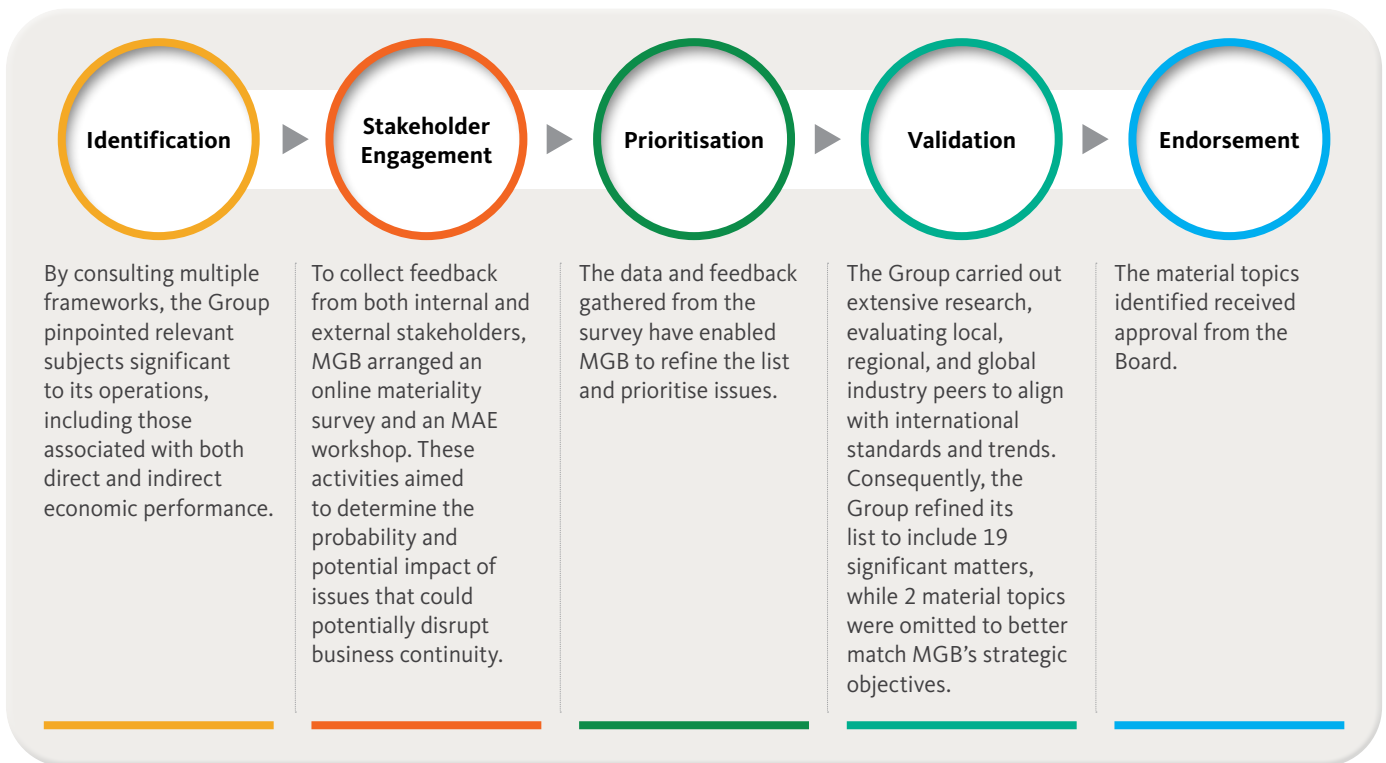 Identification
Stakeholder
Engagement
Prioritisation
Validation
Endorsement
By consulting multiple
frameworks, the Group
pinpointed relevant
subjects significant
to its operations,
including those
associated with both
direct and indirect
economic performance.
To collect feedback
from both internal and
external stakeholders,
MGB arranged an
online materiality
survey and an MAE
workshop. These
activities aimed
to determine the
probability and
potential impact of
issues that could
potentially disrupt
business continuity.
The data and feedback
gathered from the
survey have enabled
MGB to refine the list
and prioritise issues.
The Group carried out
extensive research,
evaluating local,
regional, and global
industry peers to align
with international
standards and trends.
Consequently, the
Group refined its
list to include 19
significant matters,
while 2 material topics
were omitted to better
match MGB’s strategic
objectives.
The material topics
identified received
approval from the
Board.